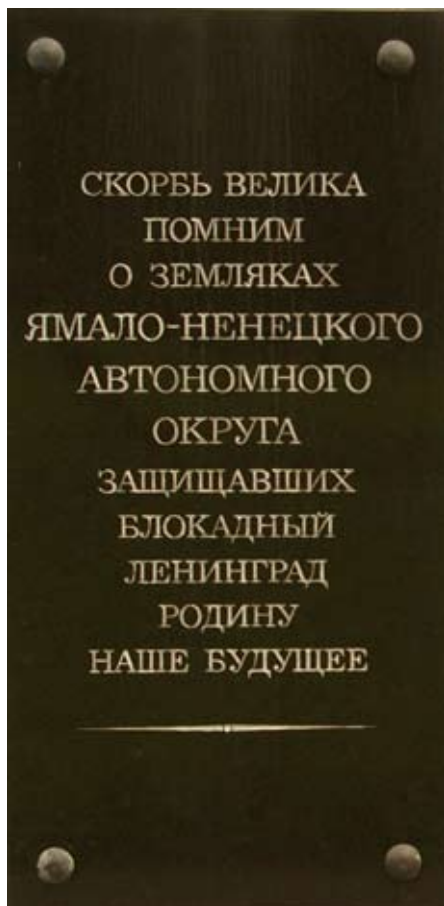 СКОРБЬ ВЕЛИКА
ПОМНИМ
О ЗЕМЛЯКАХ
ЯМАЛО-НЕНЕЦКОГО
АВТОНОМНОГО
ОКРУГА
ЗАЩИЩАВШИХ
БЛОКАДНЫЙ
ЛЕНИНГРАД
РОДИНУ
НАШЕ БУДУЩЕЕ